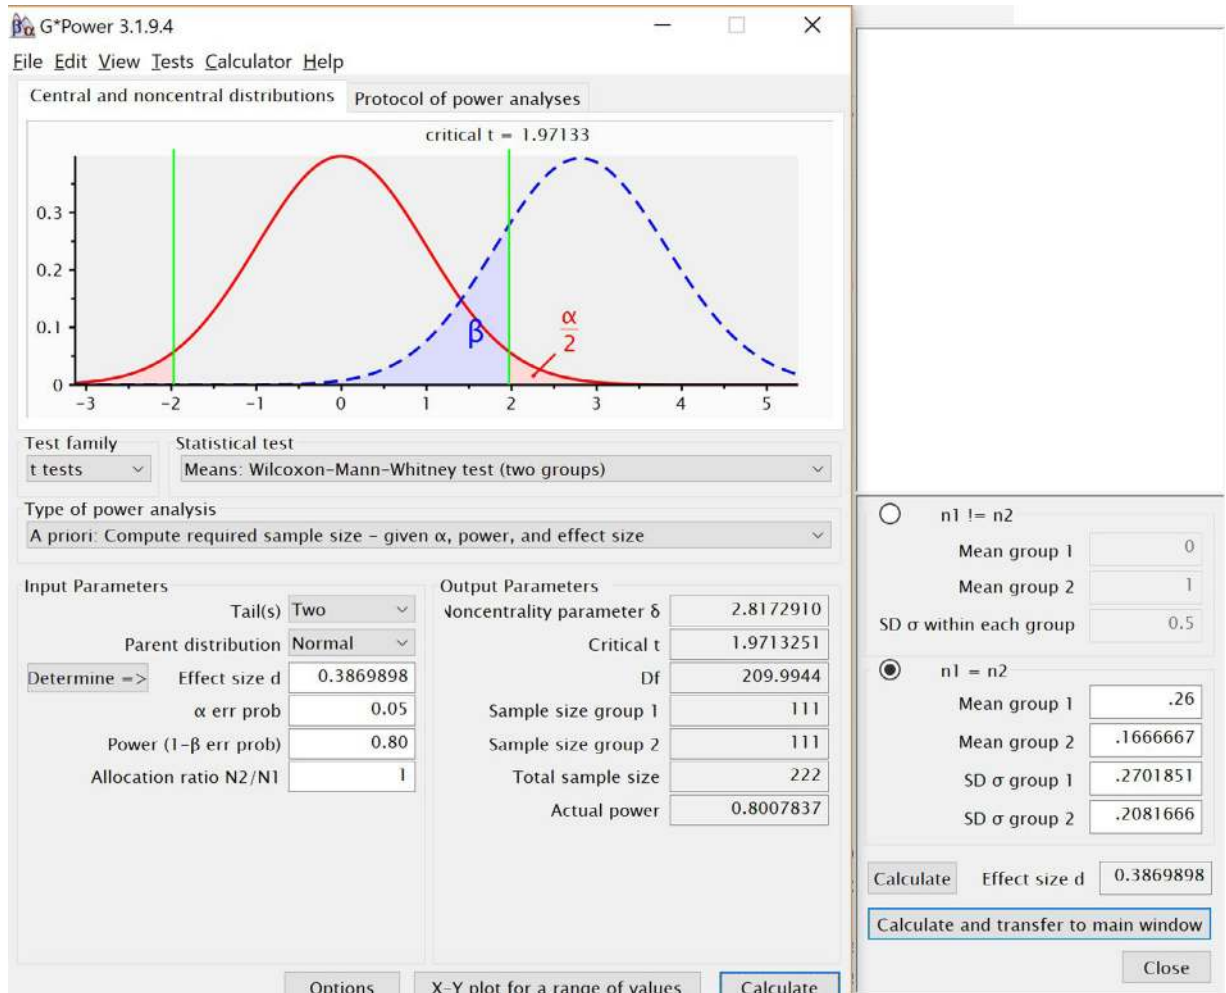 G*Power 3.1.9.4
File Edit View Tests Calculator Help
Central and noncentral distributions Protocol of power analyses
critical t = 1.97133
0.3
0.2
0.1
0
β
α
2
-3 -2 -1 0 1 2 3 4 5
Test family Statistical test
t tests Means: Wilcoxon-Mann-Whitney test (two groups)
Type of power analysis
A priori: Compute required sample size - given α, power, and effect size
Input Parameters
Tail(s) Two
Parent distribution Normal
Determine => Effect size d 0.3869898
α err prob 0.05
Power (1-β err prob) 0.80
Allocation ratio N2/N1 1
Output Parameters
Noncentrality parameter δ 2.8172910
Critical t 1.9713251
Df 209.9944
Sample size group 1 111
Sample size group 2 111
Total sample size 222
Actual power 0.8007837
Options X-Y plot for a range of values Calculate
n1 != n2
Mean group 1 0
Mean group 2 1
SD σ within each group 0.5
n1 = n2
Mean group 1 .26
Mean group 2 .1666667
SD σ group 1 .2701851
SD σ group 2 .2081666
Calculate Effect size d 0.3869898
Calculate and transfer to main window
Close